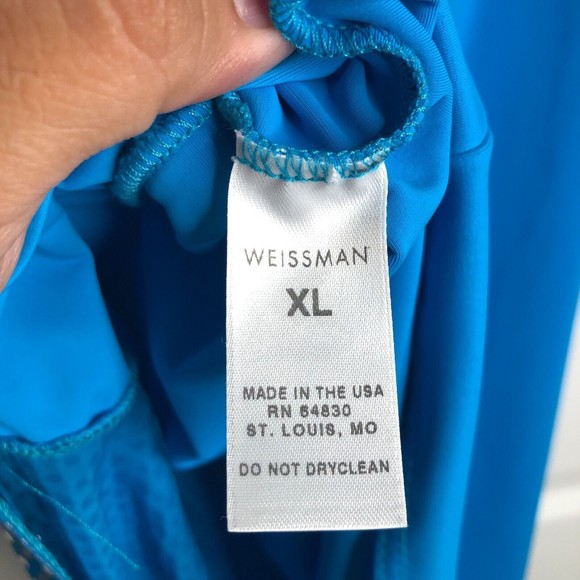 WEISSMAN
XL
MADE IN THE USA
RN 64830
ST. LOUIS, MO
DO NOT DRYCLEAN